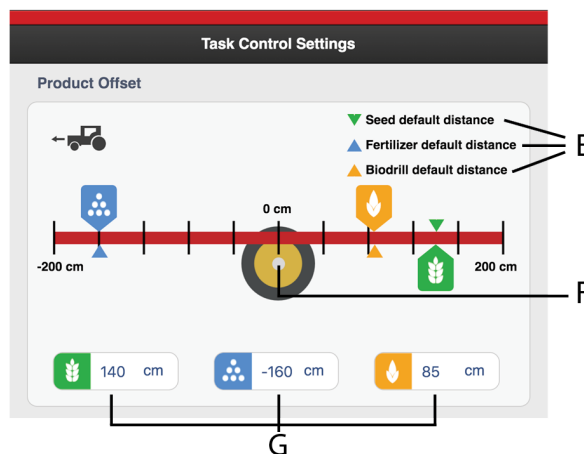 Task Control Settings
Product Offset
Seed default distance
Fertilizer default distance
Biodrill default distance
E
0 cm
-200 cm
200 cm
F
140 cm
-160 cm
85 cm
G